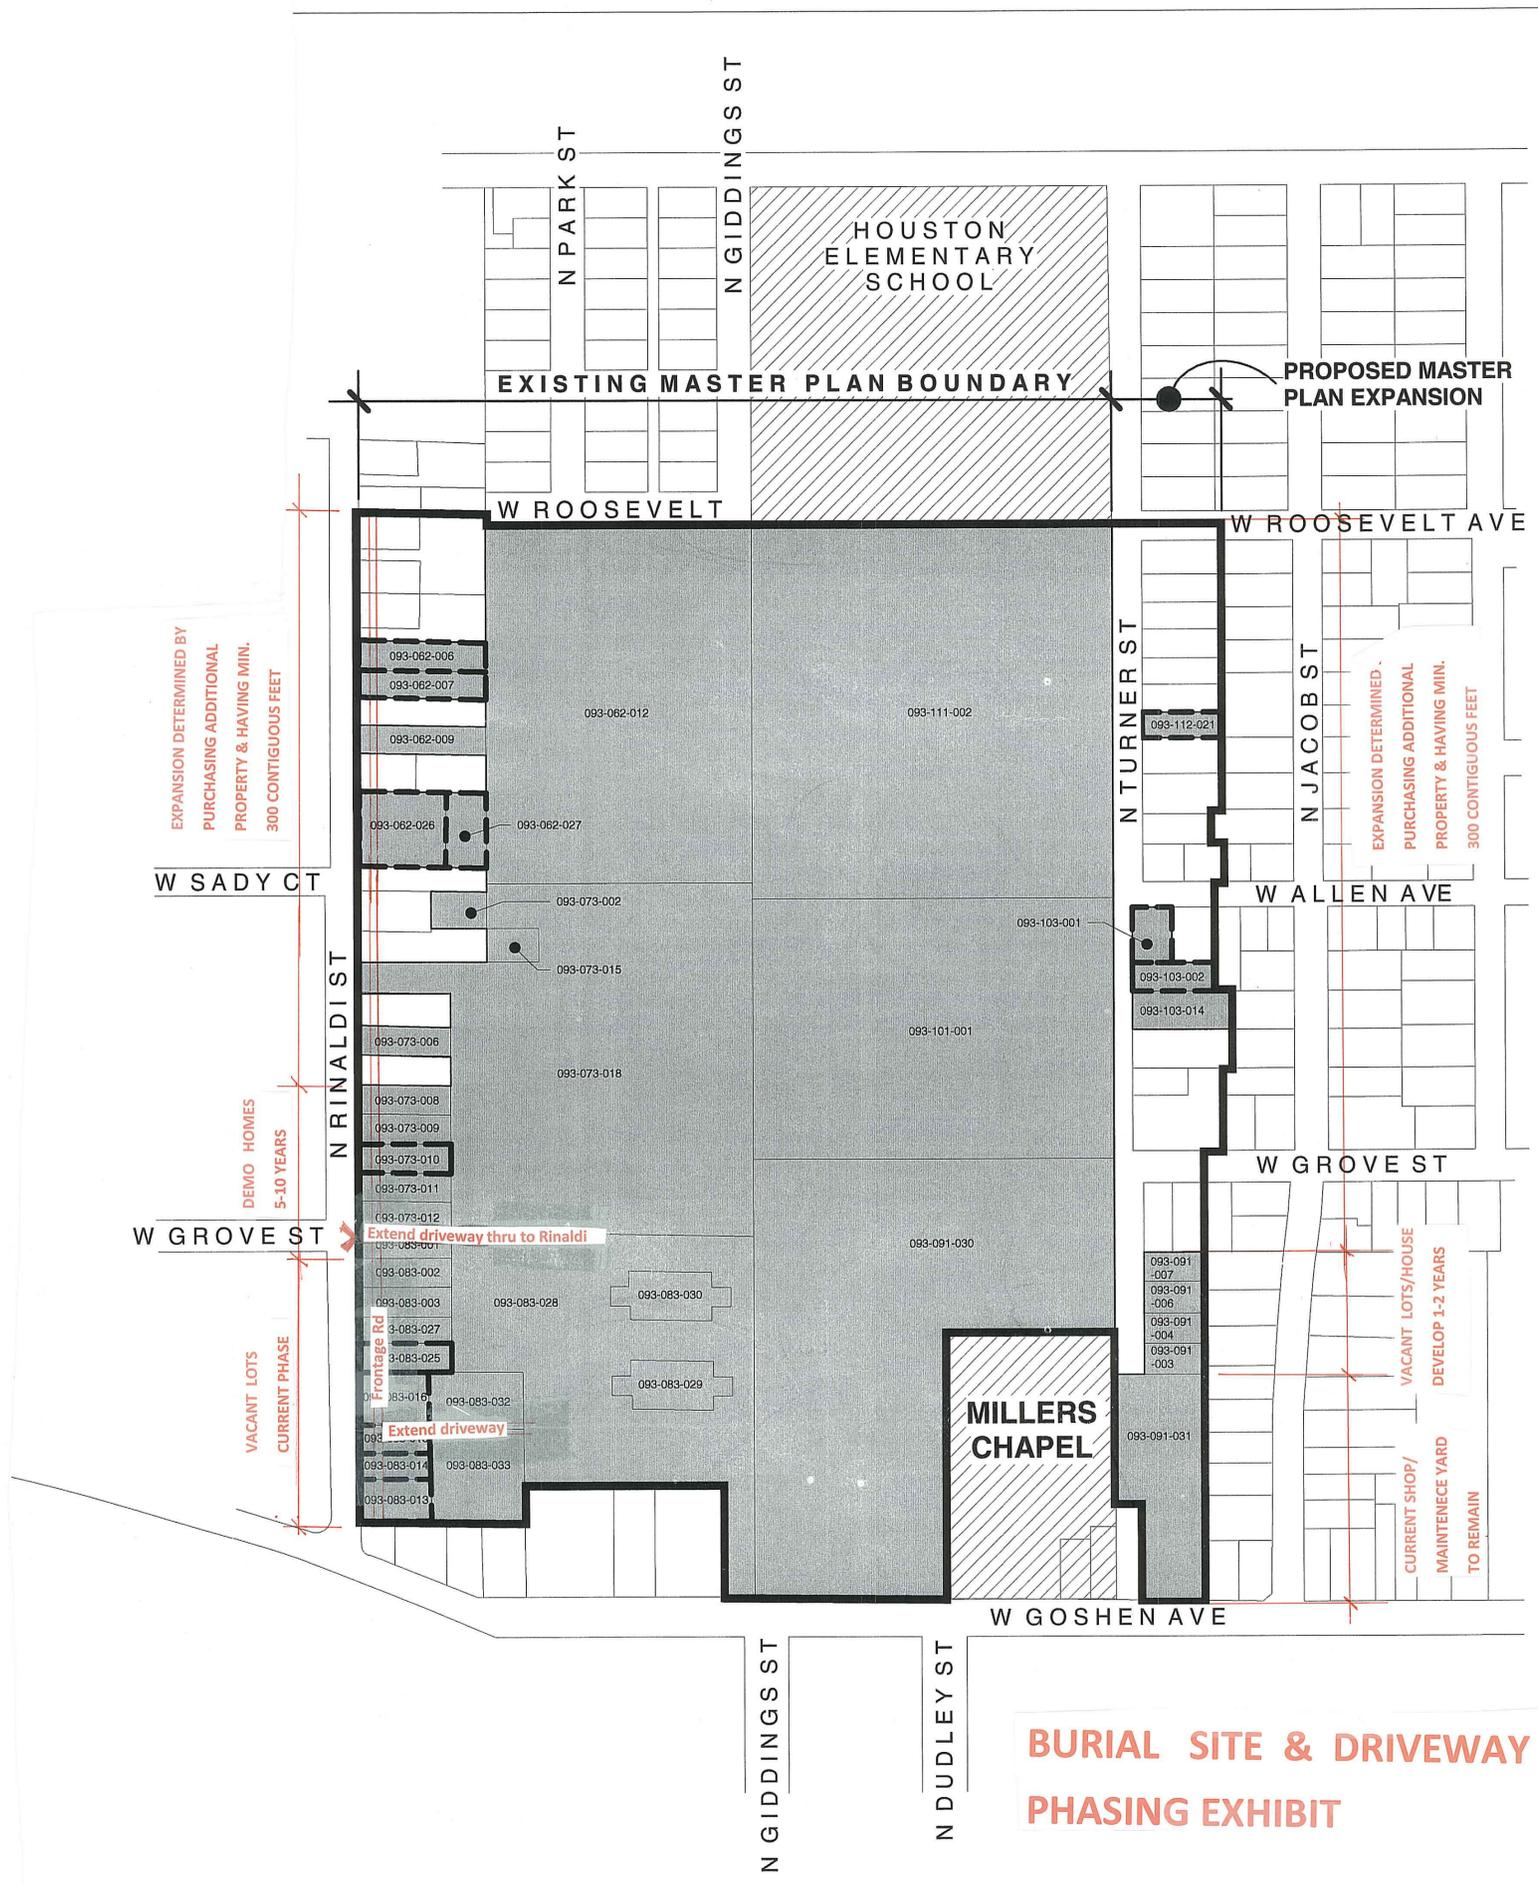 N PARK ST
N GIDDINGS ST
HOUSTON
ELEMENTARY
SCHOOL
EXISTING MASTER PLAN BOUNDARY
PROPOSED MASTER
PLAN EXPANSION
W ROOSEVELT
W ROOSEVELT AVE
EXPANSION DETERMINED BY
PURCHASING ADDITIONAL
PROPERTY & HAVING MIN.
300 CONTIGUOUS FEET
093-062-006
093-062-007
093-062-009
093-062-012
093-111-002
093-112-021
N TURNER ST
N JACOB ST
EXPANSION DETERMINED
PURCHASING ADDITIONAL
PROPERTY & HAVING MIN.
300 CONTIGUOUS FEET
093-062-026
093-062-027
W SADY CT
W ALLEN AVE
093-073-002
093-103-001
093-073-015
093-103-002
093-103-014
N RINALDI ST
093-073-006
093-073-018
093-101-001
DEMO HOMES
5-10 YEARS
093-073-008
093-073-009
093-073-010
093-073-011
093-073-012
W GROVE ST
W GROVE ST
Extend driveway thru to Rinaldi
093-083-001
093-091-030
093-083-002
093-083-003
093-083-027
093-083-028
093-083-030
093-083-029
093-091
-007
093-091
-006
093-091
-004
093-091
-003
VACANT LOTS/HOUSE
DEVELOP 1-2 YEARS
VACANT LOTS
CURRENT PHASE
Frontage Rd
3-083-025
083-016
093-083-032
Extend driveway
093-083-014
093-083-033
093-083-013
MILLERS
CHAPEL
093-091-031
CURRENT SHOP/
MAINTENECE YARD
TO REMAIN
W GOSHEN AVE
N GIDDINGS ST
N DUDLEY ST
BURIAL SITE & DRIVEWAY
PHASING EXHIBIT